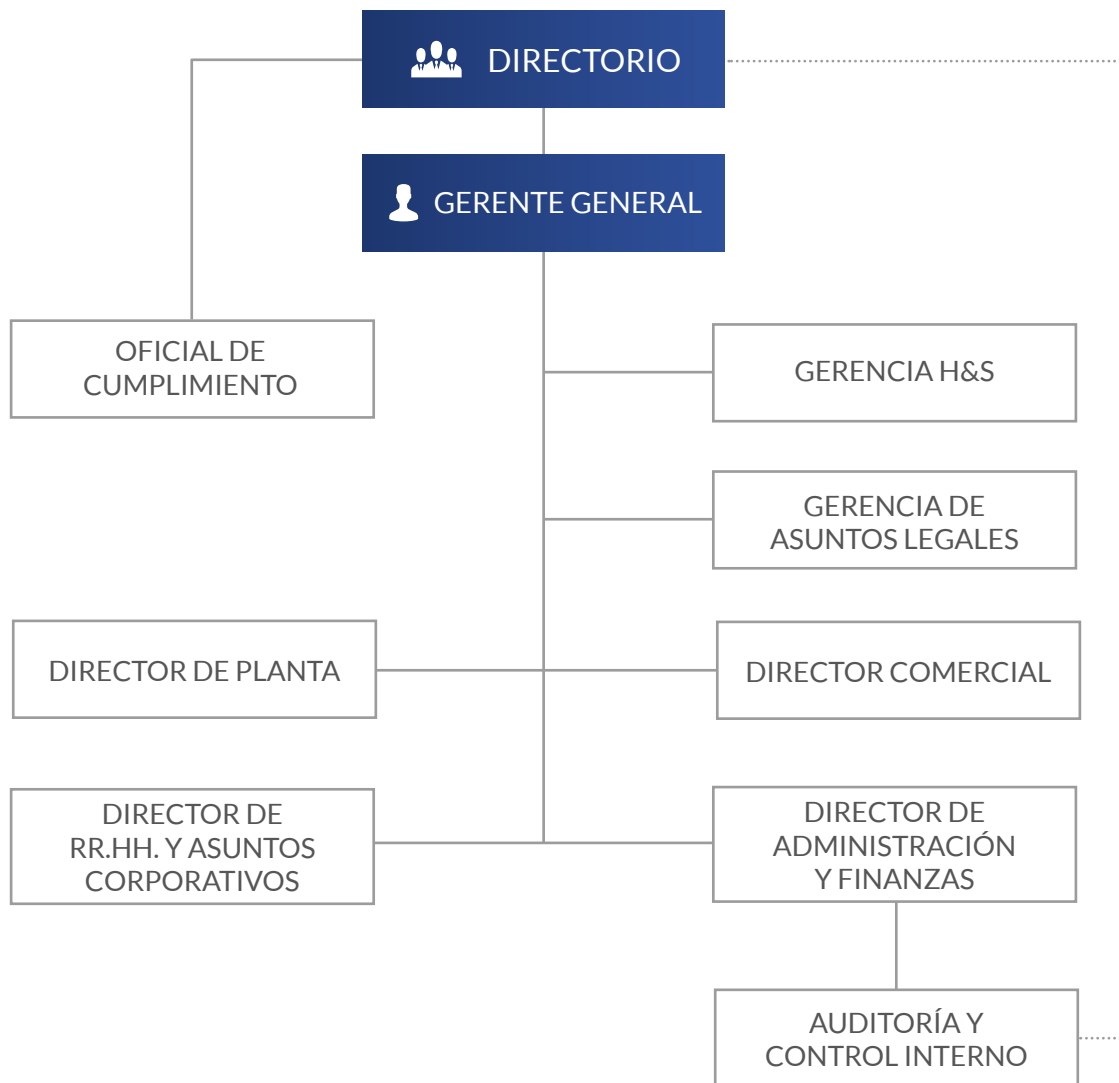 DIRECTORIO
GERENTE GENERAL
OFICIAL DE
CUMPLIMIENTO
GERENCIA H&S
GERENCIA DE
ASUNTOS LEGALES
DIRECTOR DE PLANTA
DIRECTOR COMERCIAL
DIRECTOR DE
RR.HH. Y ASUNTOS
CORPORATIVOS
DIRECTOR DE
ADMINISTRACIÓN
Y FINANZAS
AUDITORÍA Y
CONTROL INTERNO